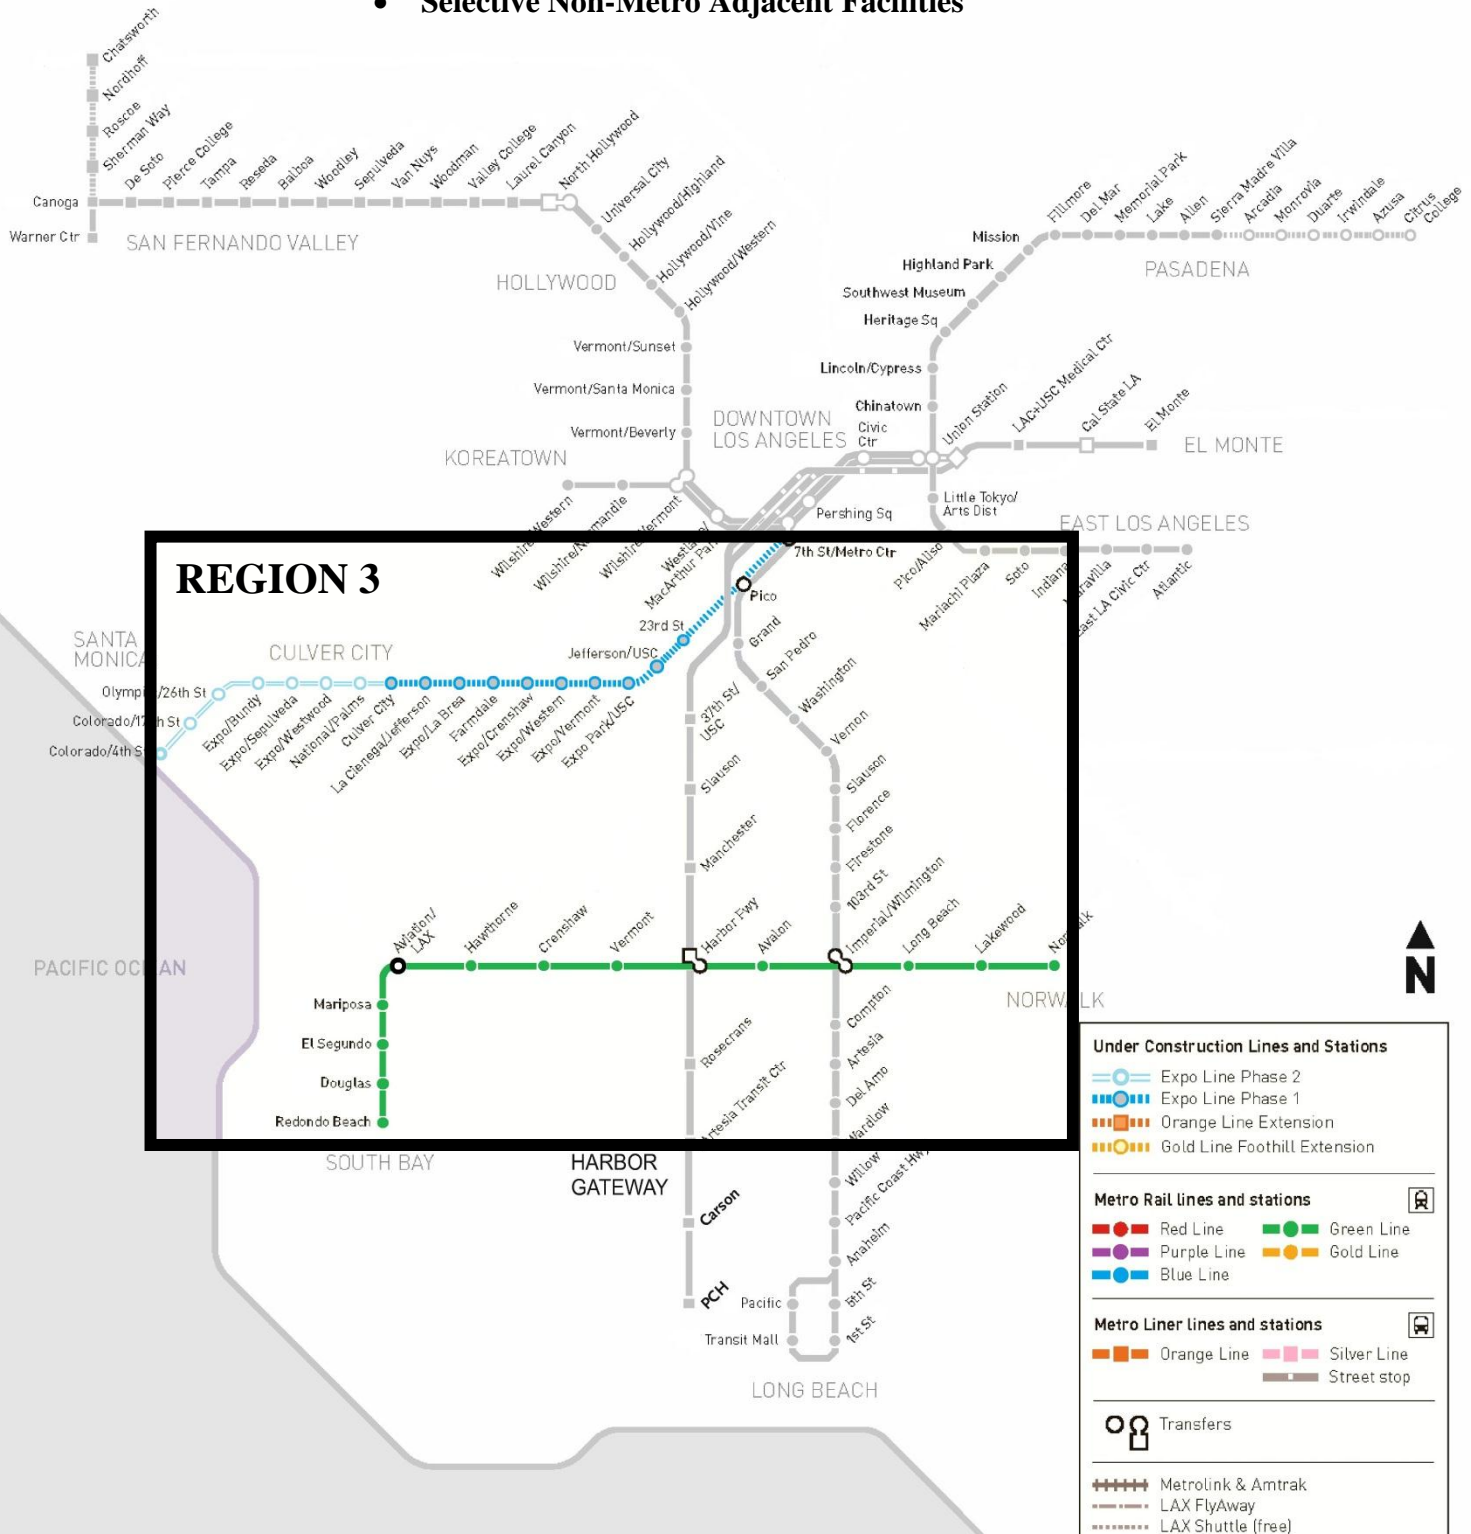 • Selective Non-Metro Adjacent Facilities
Chatsworth
Nordhoff
Roscoe
Sherman Way
Canoga
Warner Ctr
De Soto
Pierce College
Tampa
Reseda
Balboa
Woodley
Sepulveda
Van Nuys
Woodman
Valley College
Laurel Canyon
North Hollywood
SAN FERNANDO VALLEY
Universal City
Hollywood/Highland
Hollywood/Vine
Hollywood/Western
HOLLYWOOD
Vermont/Sunset
Vermont/Santa Monica
Vermont/Beverly
KOREATOWN
Wilshire/Western
Wilshire/Normandie
Wilshire/Vermont
Westlake/
MacArthur Park
DOWNTOWN
LOS ANGELES
Civic
Ctr
Pershing Sq
7th St/Metro Ctr
Union Station
LAC+USC Medical Ctr
Cal State LA
El Monte
EL MONTE
Chinatown
Lincoln/Cypress
Heritage Sq
Southwest Museum
Highland Park
Mission
Fillmore
Del Mar
Memorial Park
Lake
Allen
Sierra Madre Villa
Arcadia
Monrovia
Duarte
Irwindale
Azusa
Citrus
College
PASADENA
Little Tokyo/
Arts Dist
EAST LOS ANGELES
Pico/Aliso
Mariachi Plaza
Soto
Indiana
Maravilla
East LA Civic Ctr
Atlantic
REGION 3
SANTA
MONICA
CULVER CITY
Olympic/26th St
Colorado/17th St
Colorado/4th St
Expo/Bundy
Expo/Sepulveda
Expo/Westwood
National/Palms
Culver City
La Cienega/Jefferson
Expo/La Brea
Farmdale
Expo/Crenshaw
Expo/Western
Expo/Vermont
Expo Park/USC
Jefferson/USC
23rd St
Pico
Grand
San Pedro
Washington
Vernon
Slauson
Florence
Firestone
103rd St
Imperial/Wilmington
37th St/
USC
Slauson
Manchester
Harbor Fwy
Aviation/
LAX
Hawthorne
Crenshaw
Vermont
Avalon
Long Beach
Lakewood
Norwalk
NORWALK
PACIFIC OCEAN
Mariposa
El Segundo
Douglas
Redondo Beach
SOUTH BAY
Rosecrans
Artesia Transit Ctr
HARBOR
GATEWAY
Carson
PCH
Compton
Artesia
Del Amo
Wardlow
Willow
Pacific Coast Hwy
Anaheim
5th St
1st St
Pacific
Transit Mall
LONG BEACH
N
Under Construction Lines and Stations
Expo Line Phase 2
Expo Line Phase 1
Orange Line Extension
Gold Line Foothill Extension
Metro Rail lines and stations
Red Line Green Line
Purple Line Gold Line
Blue Line
Metro Liner lines and stations
Orange Line Silver Line
Street stop
Transfers
Metrolink & Amtrak
LAX FlyAway
LAX Shuttle (free)